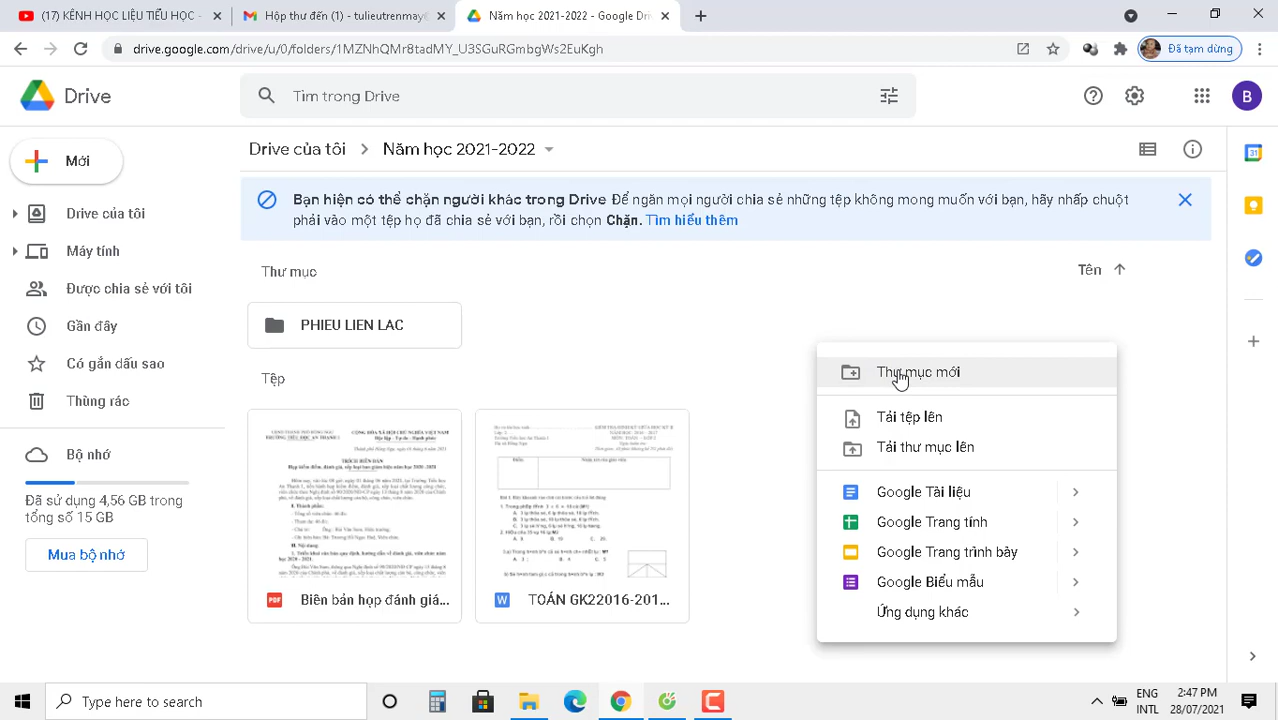 (17) KÊNH HỌC LIỆU TIỂU HỌC -
Hộp thư đến (1) - tulieutrenmay
Năm học 2021-2022 - Google Drive
drive.google.com/drive/u/0/folders/1MZNhQMr8tadMY_U3SGuRGmbgWs2EuKgh
Đã tạm dừng
Drive
Tìm trong Drive
B
Mới
Drive của tôi
Năm học 2021-2022
Drive của tôi
Máy tính
Được chia sẻ với tôi
Gần đây
Có gắn dấu sao
Thùng rác
Bộ nhớ
Đã sử dụng 4,56 GB trong
tổng số 15 GB
Mua bộ nhớ
Bạn hiện có thể chặn người khác trong Drive Để ngăn mọi người chia sẻ những tệp không mong muốn với bạn, hãy nhấp chuột
phải vào một tệp họ đã chia sẻ với bạn, rồi chọn Chặn. Tìm hiểu thêm
Thư mục
Tên
PHIEU LIEN LAC
Tệp
Biên bản họp đánh giá...
TOÁN GK22016-201...
Thư mục mới
Tải tệp lên
Tải thư mục lên
Google Tài liệu
Google Trang tính
Google Trang trình bày
Google Biểu mẫu
Ứng dụng khác
Type here to search
ENG
INTL
2:47 PM
28/07/2021